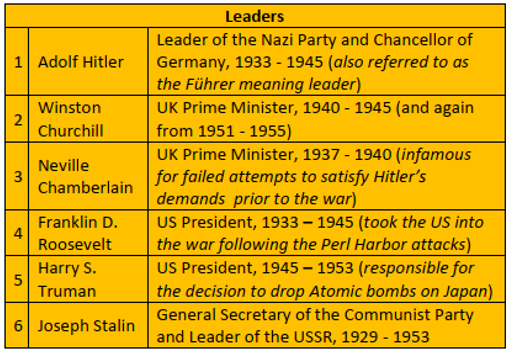 Leaders
1 Adolf Hitler Leader of the Nazi Party and Chancellor of
Germany, 1933 - 1945 (also referred to as
the Führer meaning leader)
2 Winston Churchill UK Prime Minister, 1940 - 1945 (and again
from 1951 - 1955)
3 Neville Chamberlain UK Prime Minister, 1937 - 1940 (infamous
for failed attempts to satisfy Hitler's
demands prior to the war)
4 Franklin D. Roosevelt US President, 1933 – 1945 (took the US into
the war following the Perl Harbor attacks)
5 Harry S. Truman US President, 1945 – 1953 (responsible for
the decision to drop Atomic bombs on Japan)
6 Joseph Stalin General Secretary of the Communist Party
and Leader of the USSR, 1929 - 1953